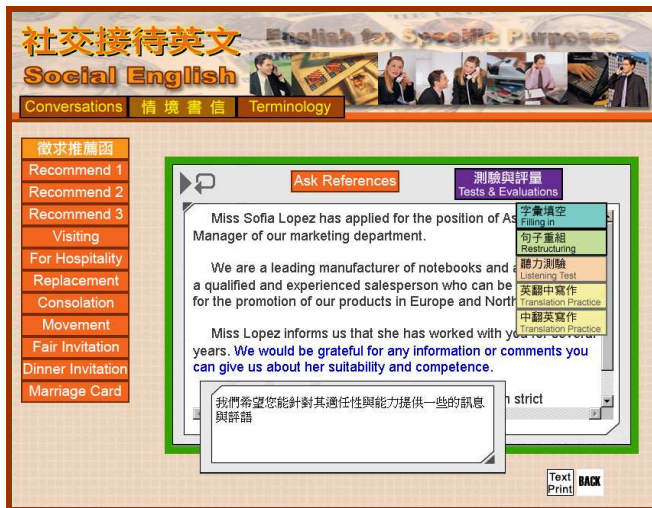 社交接待英文
English for Specific Purposes
Social English
Conversations
情境書信
Terminology
徵求推薦函
Recommend 1
Recommend 2
Recommend 3
Visiting
For Hospitality
Replacement
Consolation
Movement
Fair Invitation
Dinner Invitation
Marriage Card
Ask References
測驗與評量
Tests & Evaluations
字彙填空
Filling in
句子重組
Restructuring
聽力測驗
Listening Test
英翻中寫作
Translation Practice
中翻英寫作
Translation Practice
Miss Sofia Lopez has applied for the position of As
Manager of our marketing department.
We are a leading manufacturer of notebooks and
a qualified and experienced salesperson who can be
for the promotion of our products in Europe and North
Miss Lopez informs us that she has worked with you for several
years. We would be grateful for any information or comments you
can give us about her suitability and competence.
n strict
我們希望您能針對其適任性與能力提供一些的訊息
與評語
Text
Print
BACK